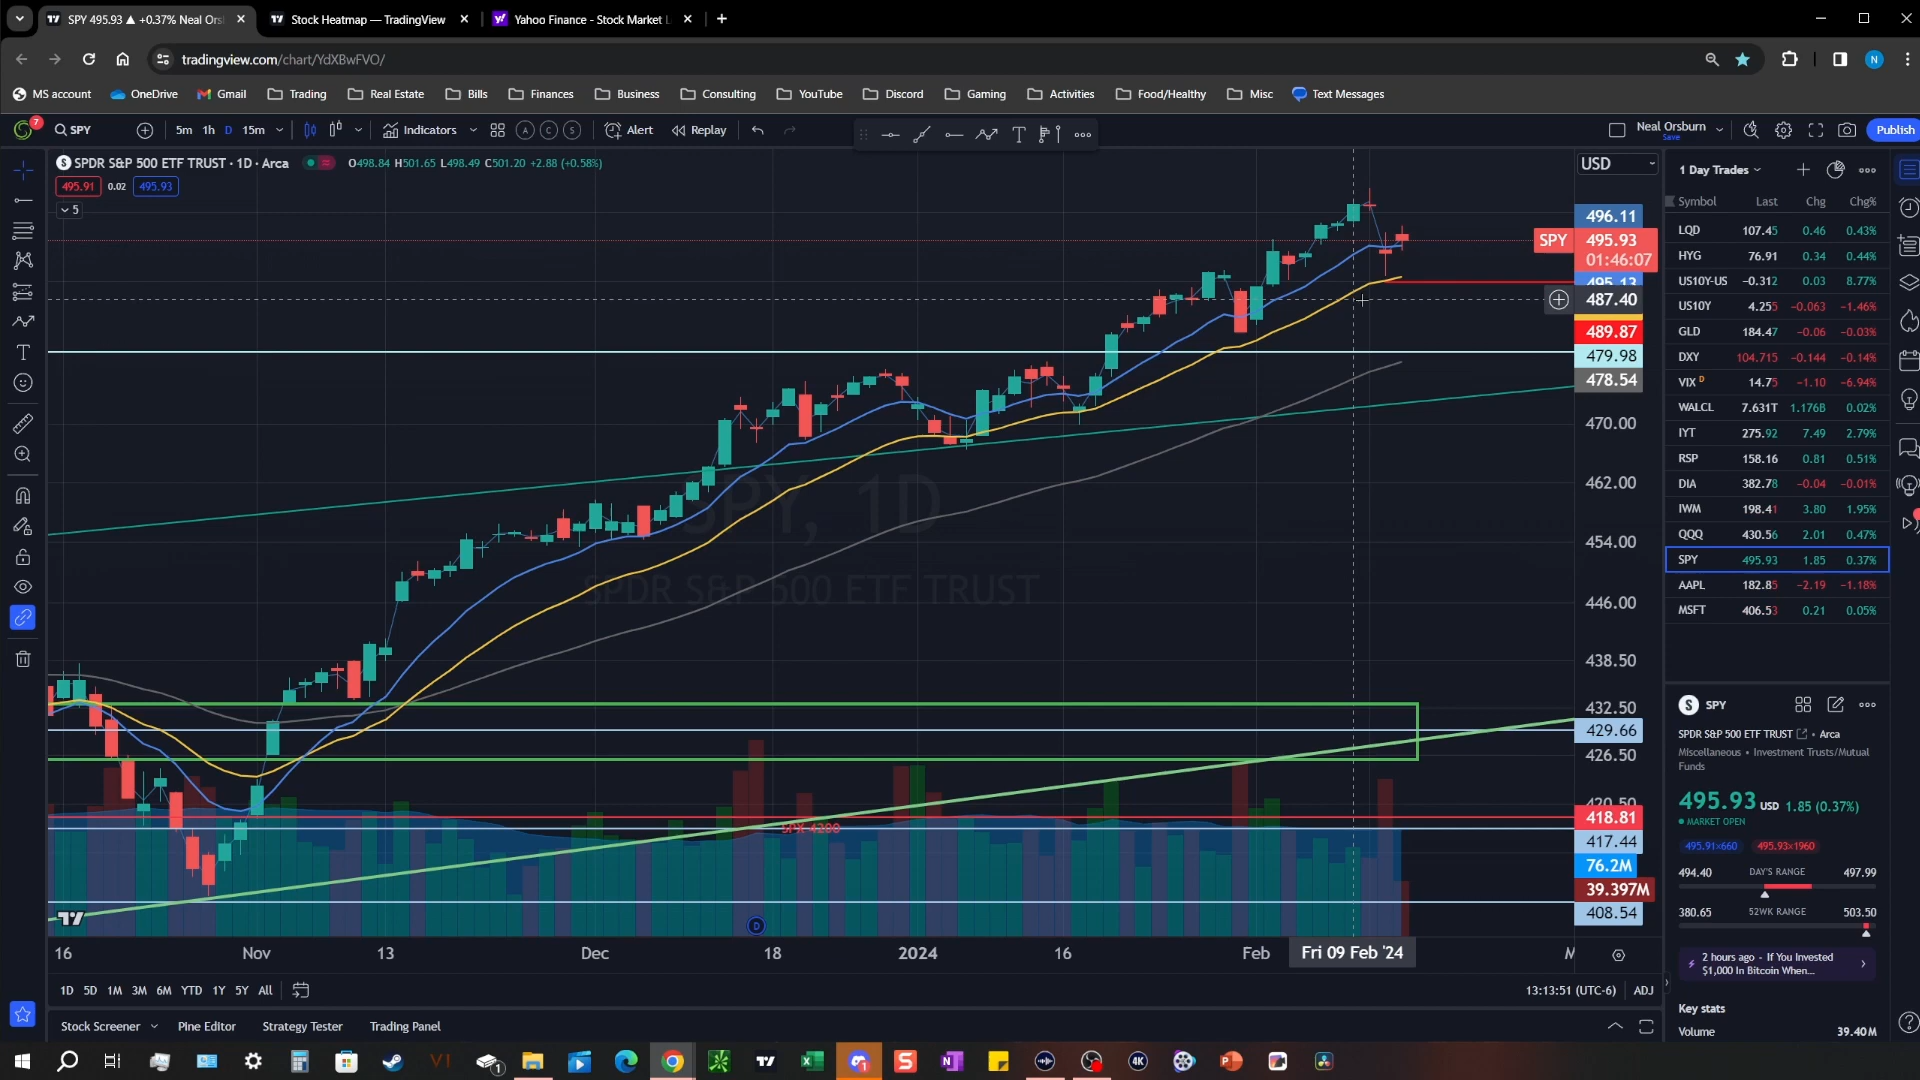 SPY 495.93 ▲ +0.37% Neal Ors
Stock Heatmap — TradingView
Yahoo Finance - Stock Market L
tradingview.com/chart/YdXBwFVO/
N
MS account
OneDrive
Gmail
Trading
Real Estate
Bills
Finances
Business
Consulting
YouTube
Discord
Gaming
Activities
Food/Healthy
Misc
Text Messages
7
SPY
5m 1h D 15m
Indicators
A C S
Alert
Replay
Neal Orsburn
Save
Publish
SPDR S&P 500 ETF TRUST · 1D · Arca
O498.84 H501.65 L498.49 C501.20 +2.88 (+0.58%)
495.91 0.02 495.93
5
USD
496.11
SPY 495.93
01:46:07
495.13
487.40
489.87
479.98
478.54
470.00
462.00
454.00
446.00
438.50
432.50
429.66
426.50
420.50
418.81
417.44
76.2M
39.397M
408.54
SPY, 1D
SPDR S&P 500 ETF TRUST
SPX 4200
D
16 Nov 13 Dec 18 2024 16 Feb Fri 09 Feb '24
1D 5D 1M 3M 6M YTD 1Y 5Y All
13:13:51 (UTC-6) ADJ
Stock Screener
Pine Editor
Strategy Tester
Trading Panel
1 Day Trades
Symbol Last Chg Chg%
LQD 107.45 0.46 0.43%
HYG 76.91 0.34 0.44%
US10Y-US -0.312 0.03 8.77%
US10Y 4.255 -0.063 -1.46%
GLD 184.47 -0.06 -0.03%
DXY 104.715 -0.144 -0.14%
VIX D 14.75 -1.10 -6.94%
WALCL 7.631T 1.176B 0.02%
IYT 275.92 7.49 2.79%
RSP 158.16 0.81 0.51%
DIA 382.78 -0.04 -0.01%
IWM 198.41 3.80 1.95%
QQQ 430.56 2.01 0.47%
SPY 495.93 1.85 0.37%
AAPL 182.85 -2.19 -1.18%
MSFT 406.53 0.21 0.05%
S SPY
SPDR S&P 500 ETF TRUST • Arca
Miscellaneous • Investment Trusts/Mutual
Funds
495.93 USD 1.85 (0.37%)
MARKET OPEN
495.91×660 495.93×1960
494.40 DAY'S RANGE 497.99
380.65 52WK RANGE 503.50
2 hours ago - If You Invested
$1,000 In Bitcoin When...
Key stats
Volume 39.40M